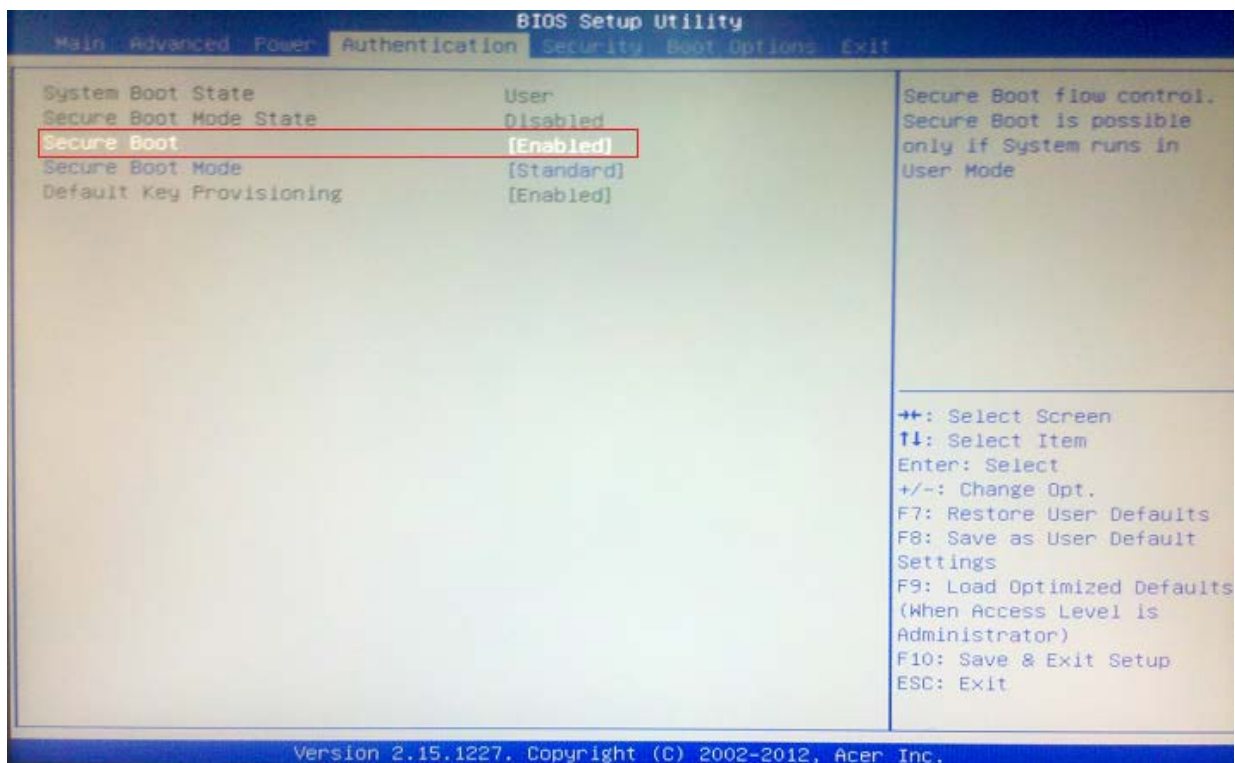 BIOS Setup Utility
Main Advanced Power Authentication Security Boot Options Exit
System Boot State User
Secure Boot Mode State Disabled
Secure Boot [Enabled]
Secure Boot Mode [Standard]
Default Key Provisioning [Enabled]
Secure Boot flow control.
Secure Boot is possible
only if System runs in
User Mode
→←: Select Screen
↑↓: Select Item
Enter: Select
+/-: Change Opt.
F7: Restore User Defaults
F8: Save as User Default
Settings
F9: Load Optimized Defaults
(When Access Level is
Administrator)
F10: Save & Exit Setup
ESC: Exit
Version 2.15.1227. Copyright (C) 2002-2012, Acer Inc.